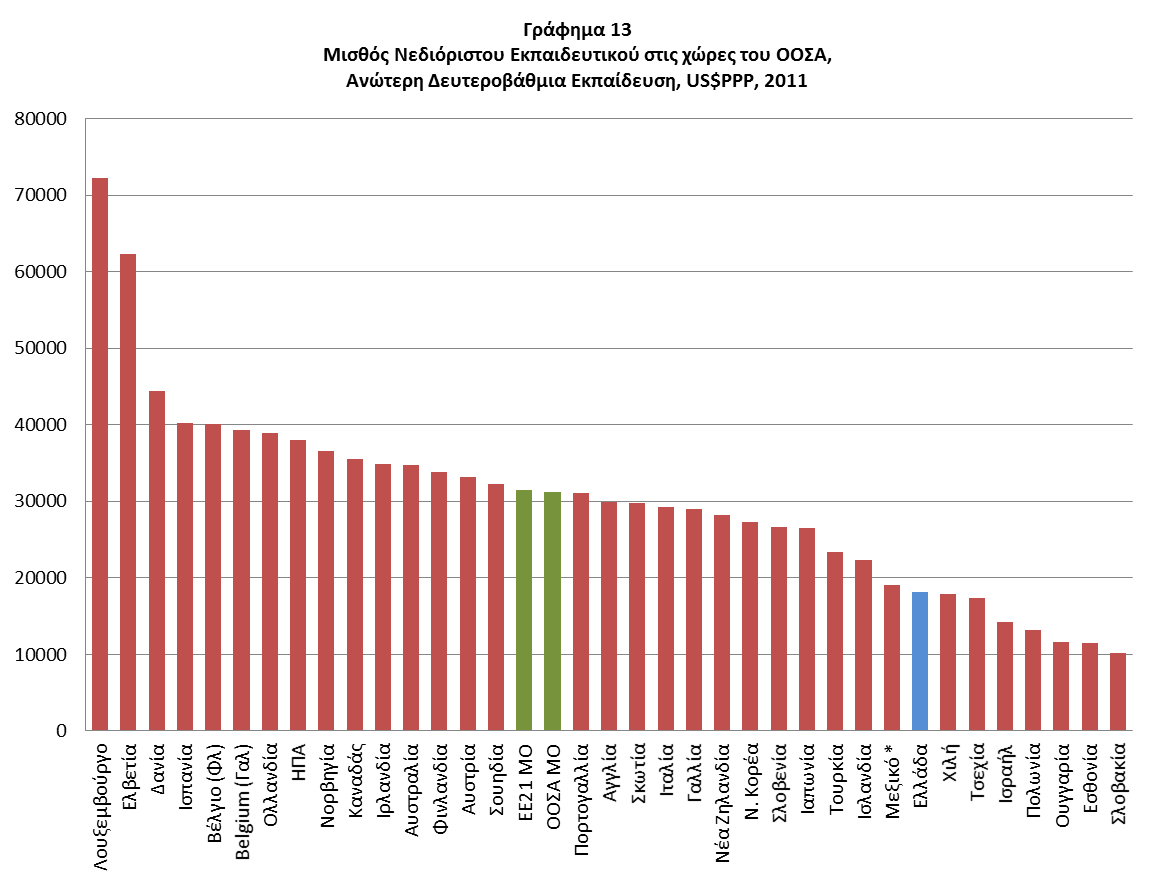 Γράφημα 13
Μισθός Νεδιόριστου Εκπαιδευτικού στις χώρες του ΟΟΣΑ,
Ανώτερη Δευτεροβάθμια Εκπαίδευση, US$PPP, 2011
80000
70000
60000
50000
40000
30000
20000
10000
0
Λουξεμβούργο
Ελβετία
Δανία
Ισπανία
Βέλγιο (Φλ)
Belgium (Γαλ)
Ολλανδία
ΗΠΑ
Νορβηγία
Καναδάς
Ιρλανδία
Αυστραλία
Φινλανδία
Αυστρία
Σουηδία
ΕΕ21 ΜΟ
ΟΟΣΑ ΜΟ
Πορτογαλλία
Αγγλία
Σκωτία
Ιταλία
Γαλλία
Νέα Ζηλανδία
Ν. Κορέα
Σλοβενία
Ιαπωνία
Τουρκία
Ισλανδία
Μεξικό *
Ελλάδα
Χιλή
Τσεχία
Ισραήλ
Πολωνία
Ουγγαρία
Εσθονία
Σλοβακία